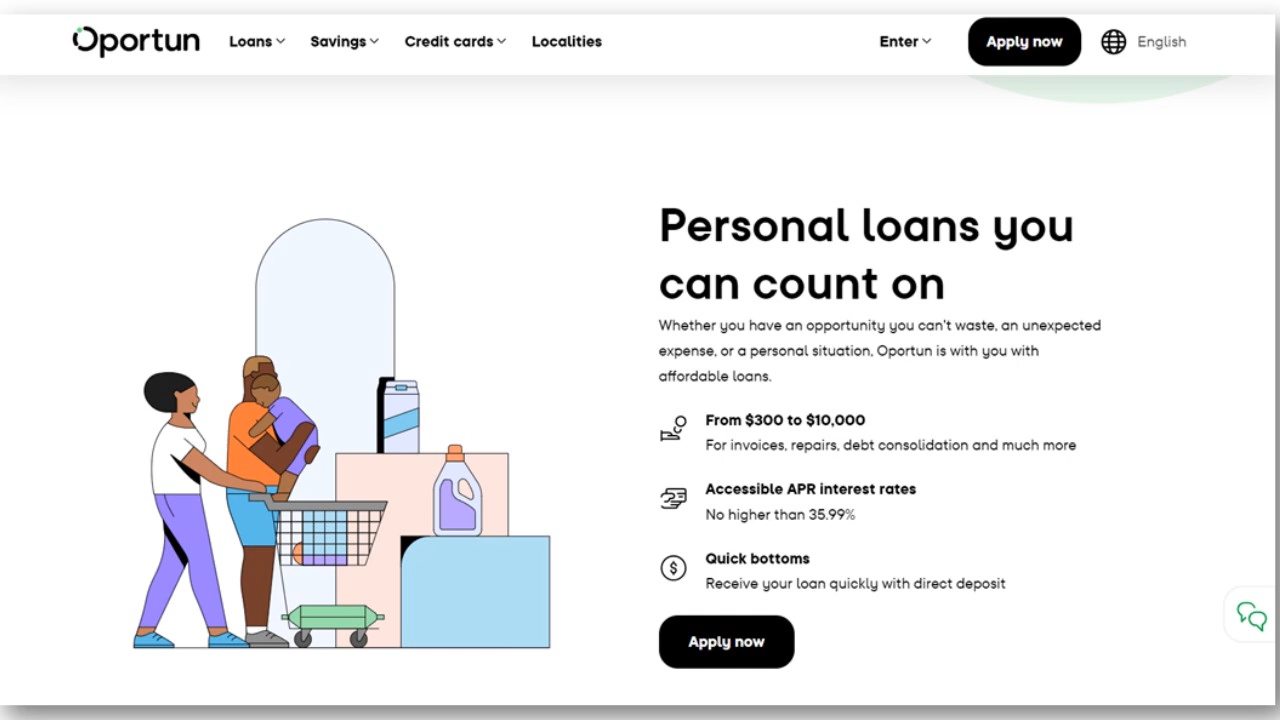 Oportun
Loans
Savings
Credit cards
Localities
Enter
Apply now
English
Personal loans you
can count on
Whether you have an opportunity you can't waste, an unexpected
expense, or a personal situation, Oportun is with you with
affordable loans.
From $300 to $10,000
For invoices, repairs, debt consolidation and much more
Accessible APR interest rates
No higher than 35.99%
Quick bottoms
Receive your loan quickly with direct deposit
Apply now